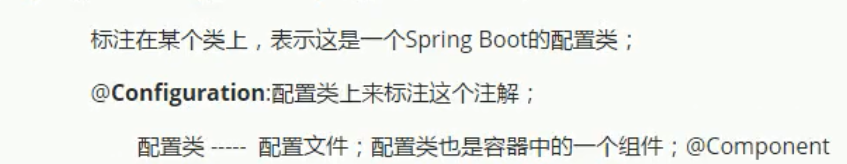 标注在某个类上，表示这是一个Spring Boot的配置类；
@Configuration:配置类上来标注这个注解；
配置类 ----- 配置文件；配置类也是容器中的一个组件；@Component